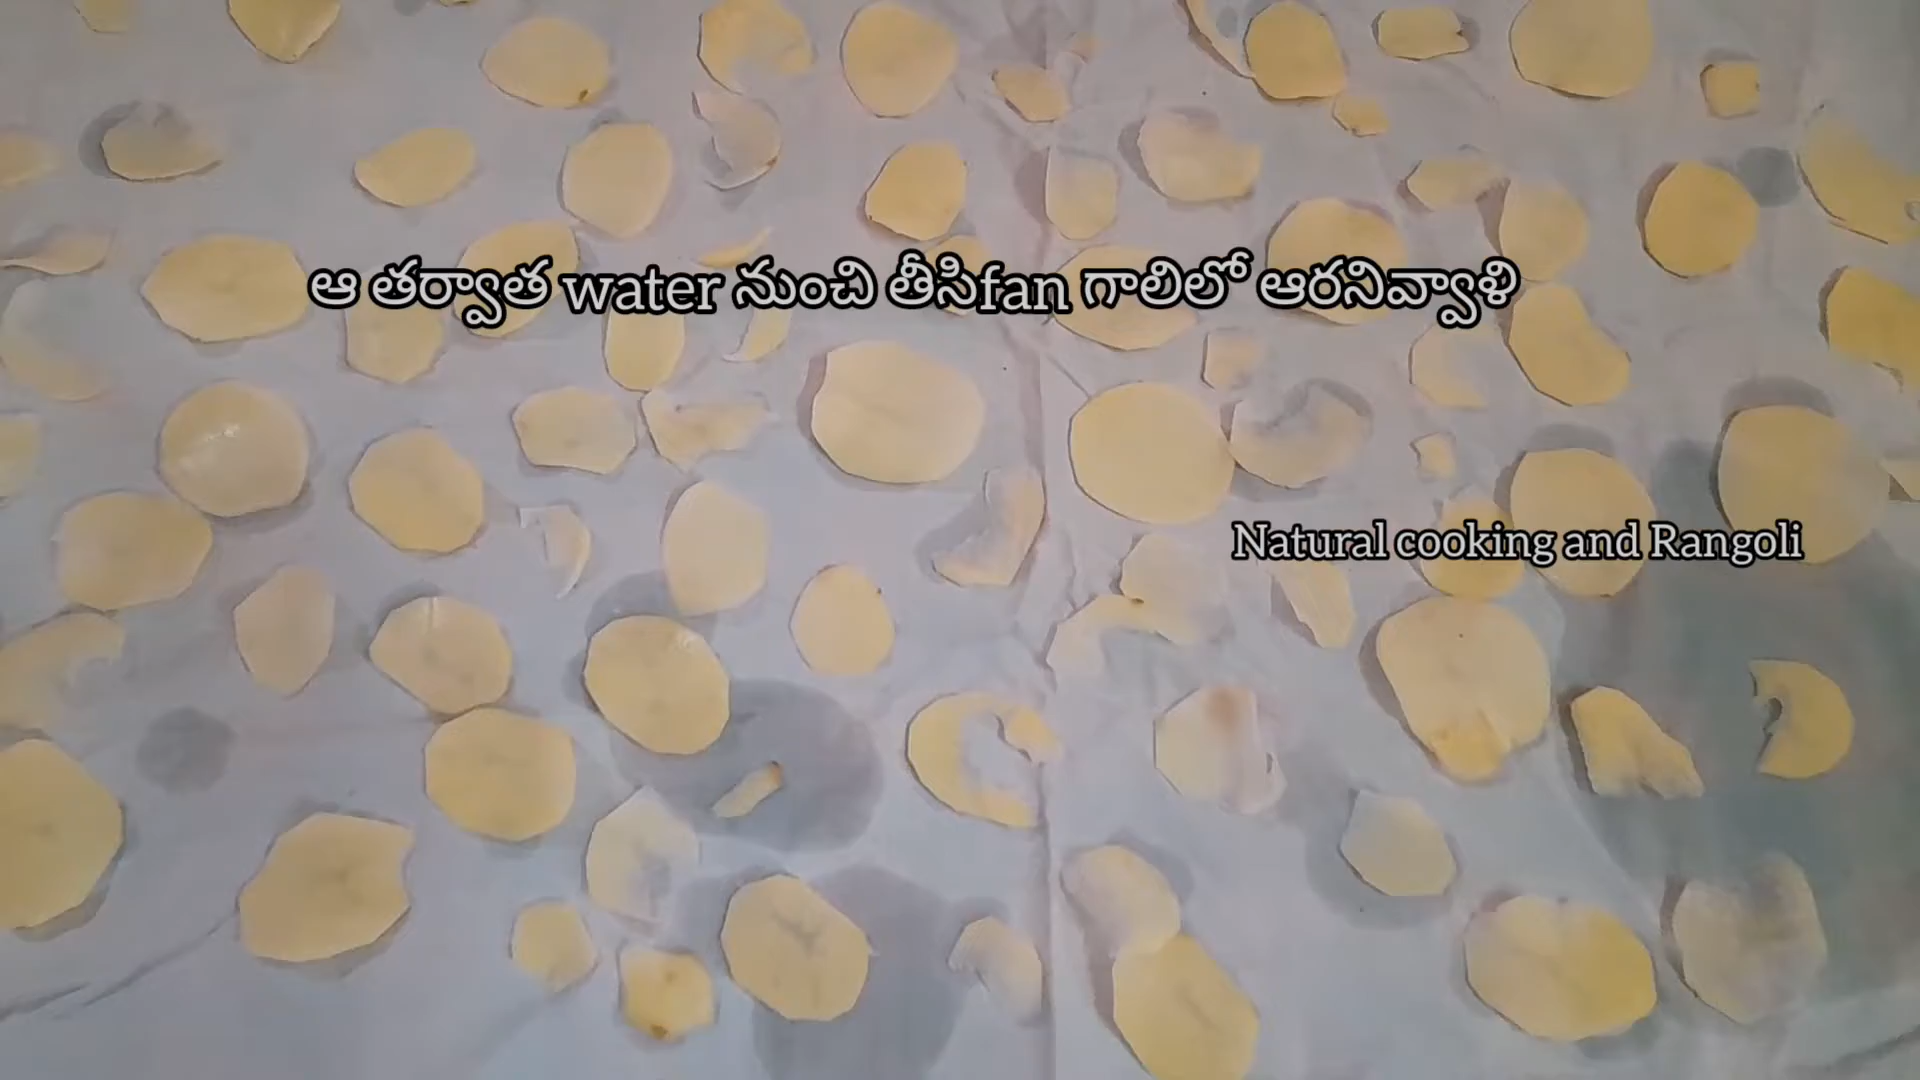 ఆ తర్వాత water నుంచి తీసిfan గాలిలో ఆరనివ్వాళి
Natural cooking and Rangoli